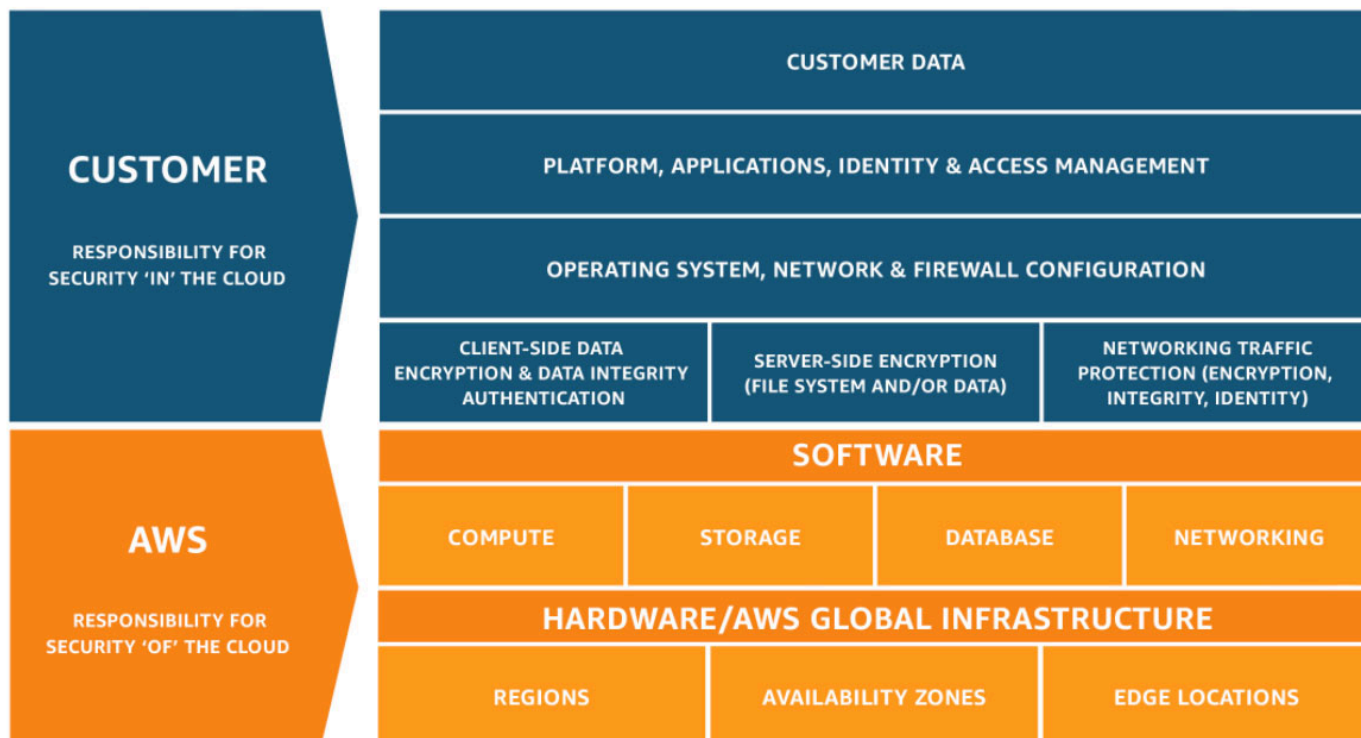 CUSTOMER DATA
CUSTOMER
PLATFORM, APPLICATIONS, IDENTITY & ACCESS MANAGEMENT
RESPONSIBILITY FOR
SECURITY ‘IN’ THE CLOUD
OPERATING SYSTEM, NETWORK & FIREWALL CONFIGURATION
CLIENT-SIDE DATA
ENCRYPTION & DATA INTEGRITY
AUTHENTICATION
SERVER-SIDE ENCRYPTION
(FILE SYSTEM AND/OR DATA)
NETWORKING TRAFFIC
PROTECTION (ENCRYPTION,
INTEGRITY, IDENTITY)
AWS
RESPONSIBILITY FOR
SECURITY ‘OF’ THE CLOUD
SOFTWARE
COMPUTE
STORAGE
DATABASE
NETWORKING
HARDWARE/AWS GLOBAL INFRASTRUCTURE
REGIONS
AVAILABILITY ZONES
EDGE LOCATIONS